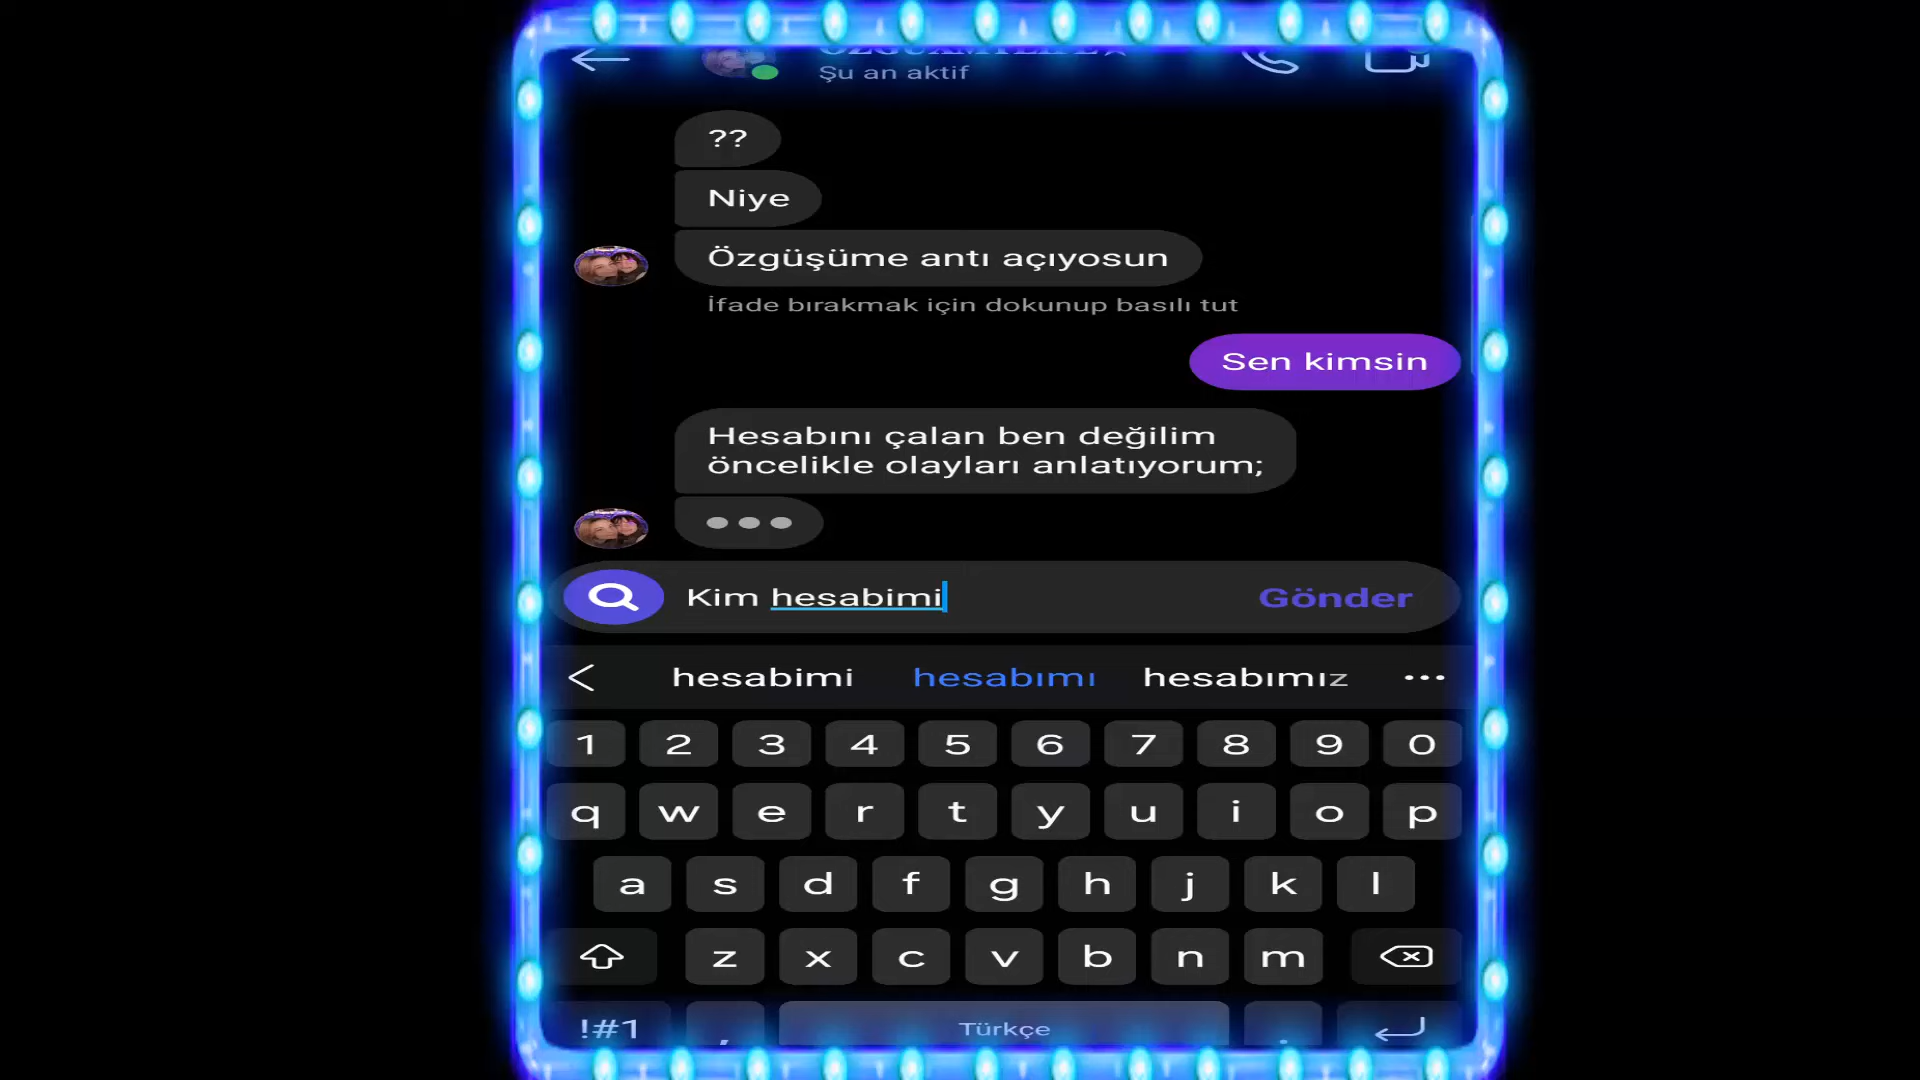 Şu an aktif
??
Niye
Özgüşüme antı açıyosun
İfade bırakmak için dokunup basılı tut
Sen kimsin
Hesabını çalan ben değilim
öncelikle olayları anlatıyorum;
Kim hesabimi
Gönder
hesabimi hesabımı hesabımız
1 2 3 4 5 6 7 8 9 0
q w e r t y u i o p
a s d f g h j k l
z x c v b n m
!#1 , Türkçe .